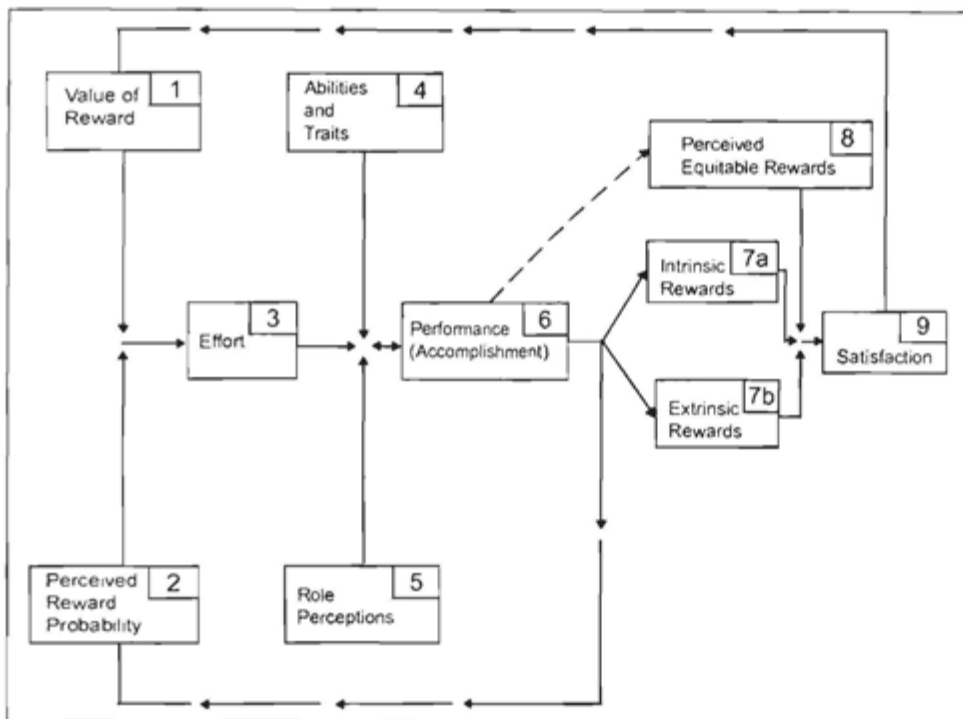 1
Value of
Reward
4
Abilities
and
Traits
8
Perceived
Equitable Rewards
7a
Intrinsic
Rewards
3
Effort
6
Performance
(Accomplishment)
9
Satisfaction
7b
Extrinsic
Rewards
2
Perceived
Reward
Probability
5
Role
Perceptions